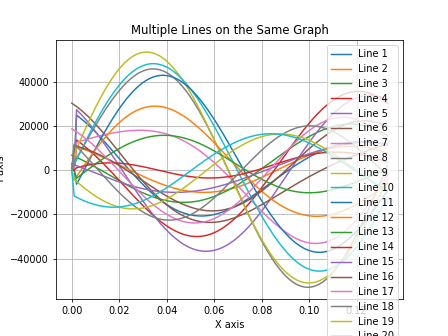 Multiple Lines on the Same Graph
40000
20000
0
−20000
−40000
0.00
0.02
0.04
0.06
0.08
0.10
X axis
Line 1
Line 2
Line 3
Line 4
Line 5
Line 6
Line 7
Line 8
Line 9
Line 10
Line 11
Line 12
Line 13
Line 14
Line 15
Line 16
Line 17
Line 18
Line 19
Line 20